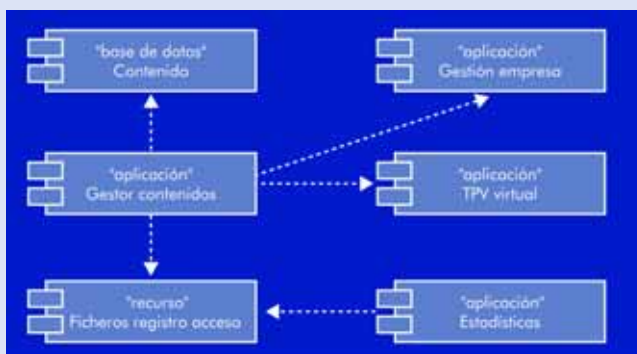 "base de datos"
Contenido
"aplicación"
Gestión empresa
"aplicación"
Gestor contenidos
"aplicación"
TPV virtual
"recurso"
Ficheros registro acceso
"aplicación"
Estadísticas